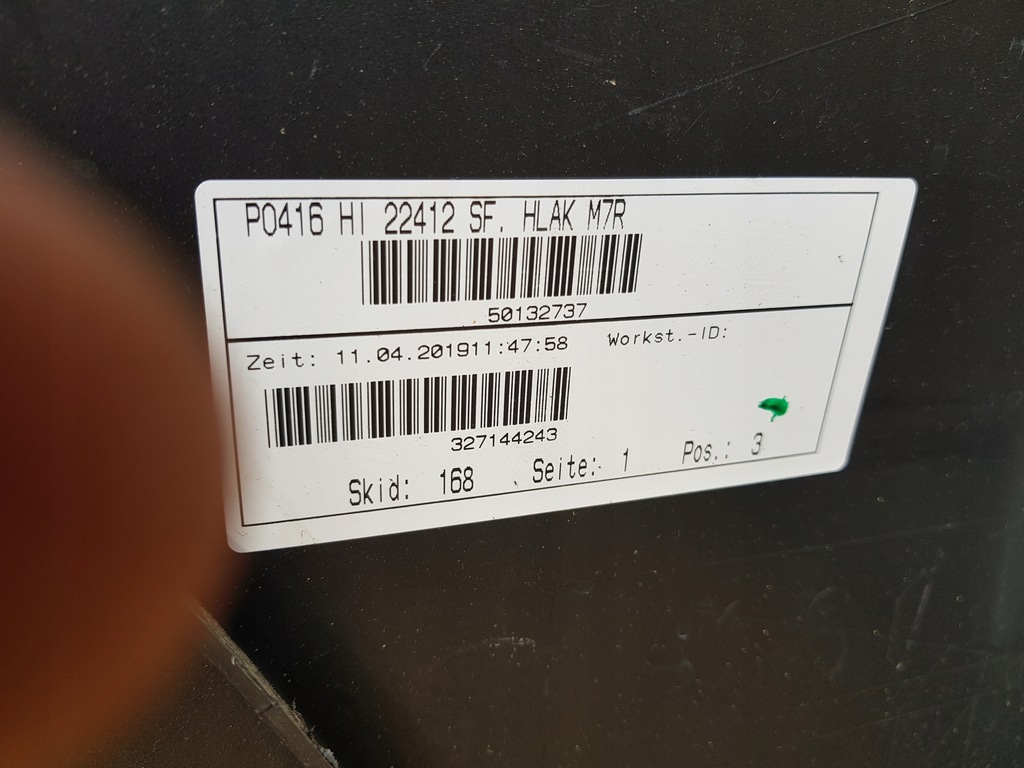 PO416 HI 22412 SF. HLAK M7R
50132737
Zeit: 11.04.201911:47:58 Workst.-ID:
327144243
Skid: 168 Seite: 1 Pos.: 3